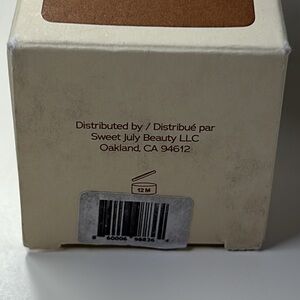 Distributed by / Distribué par
Sweet July Beauty LLC
Oakland, CA 94612
12 M